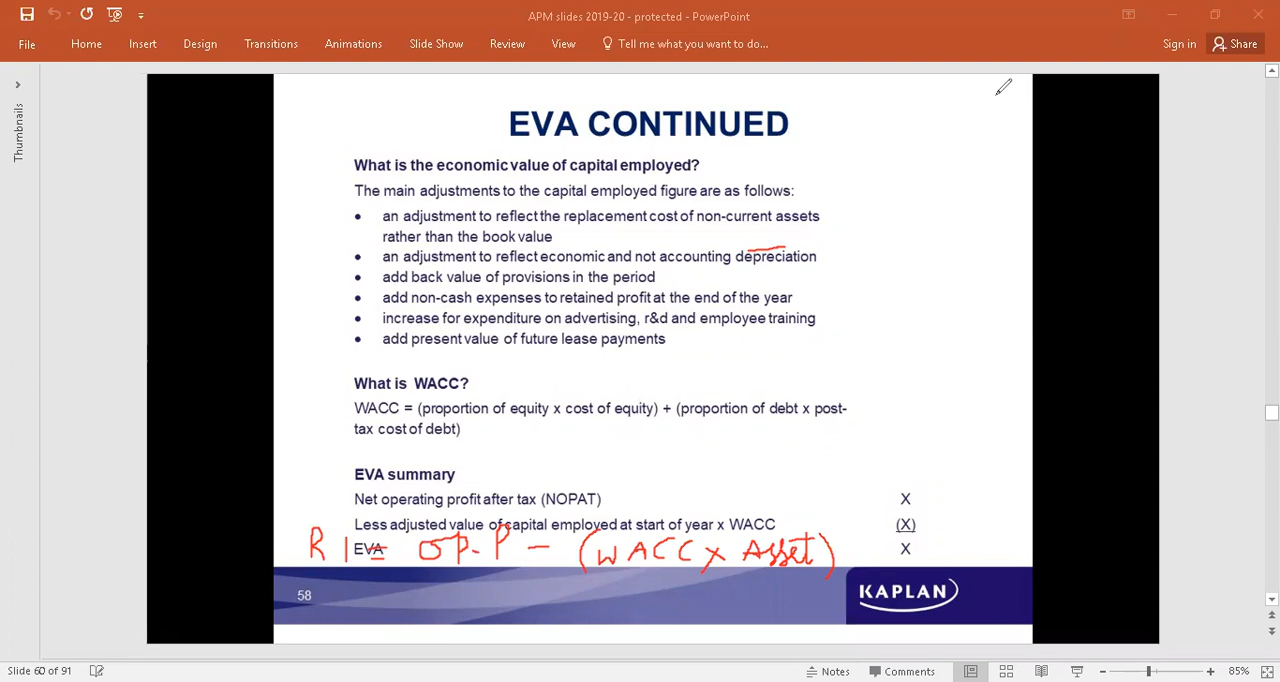 APM slides 2019-20 - protected - PowerPoint
File Home Insert Design Transitions Animations Slide Show Review View Tell me what you want to do... Sign in Share
Thumbnails
EVA CONTINUED
What is the economic value of capital employed?
The main adjustments to the capital employed figure are as follows:
• an adjustment to reflect the replacement cost of non-current assets
rather than the book value
• an adjustment to reflect economic and not accounting depreciation
• add back value of provisions in the period
• add non-cash expenses to retained profit at the end of the year
• increase for expenditure on advertising, r&d and employee training
• add present value of future lease payments
What is WACC?
WACC = (proportion of equity x cost of equity) + (proportion of debt x post-
tax cost of debt)
EVA summary
Net operating profit after tax (NOPAT) X
Less adjusted value of capital employed at start of year x WACC (X)
EVA X
RI = op. P - (WACC x Asset)
58
KAPLAN
Slide 60 of 91 Notes Comments 85%